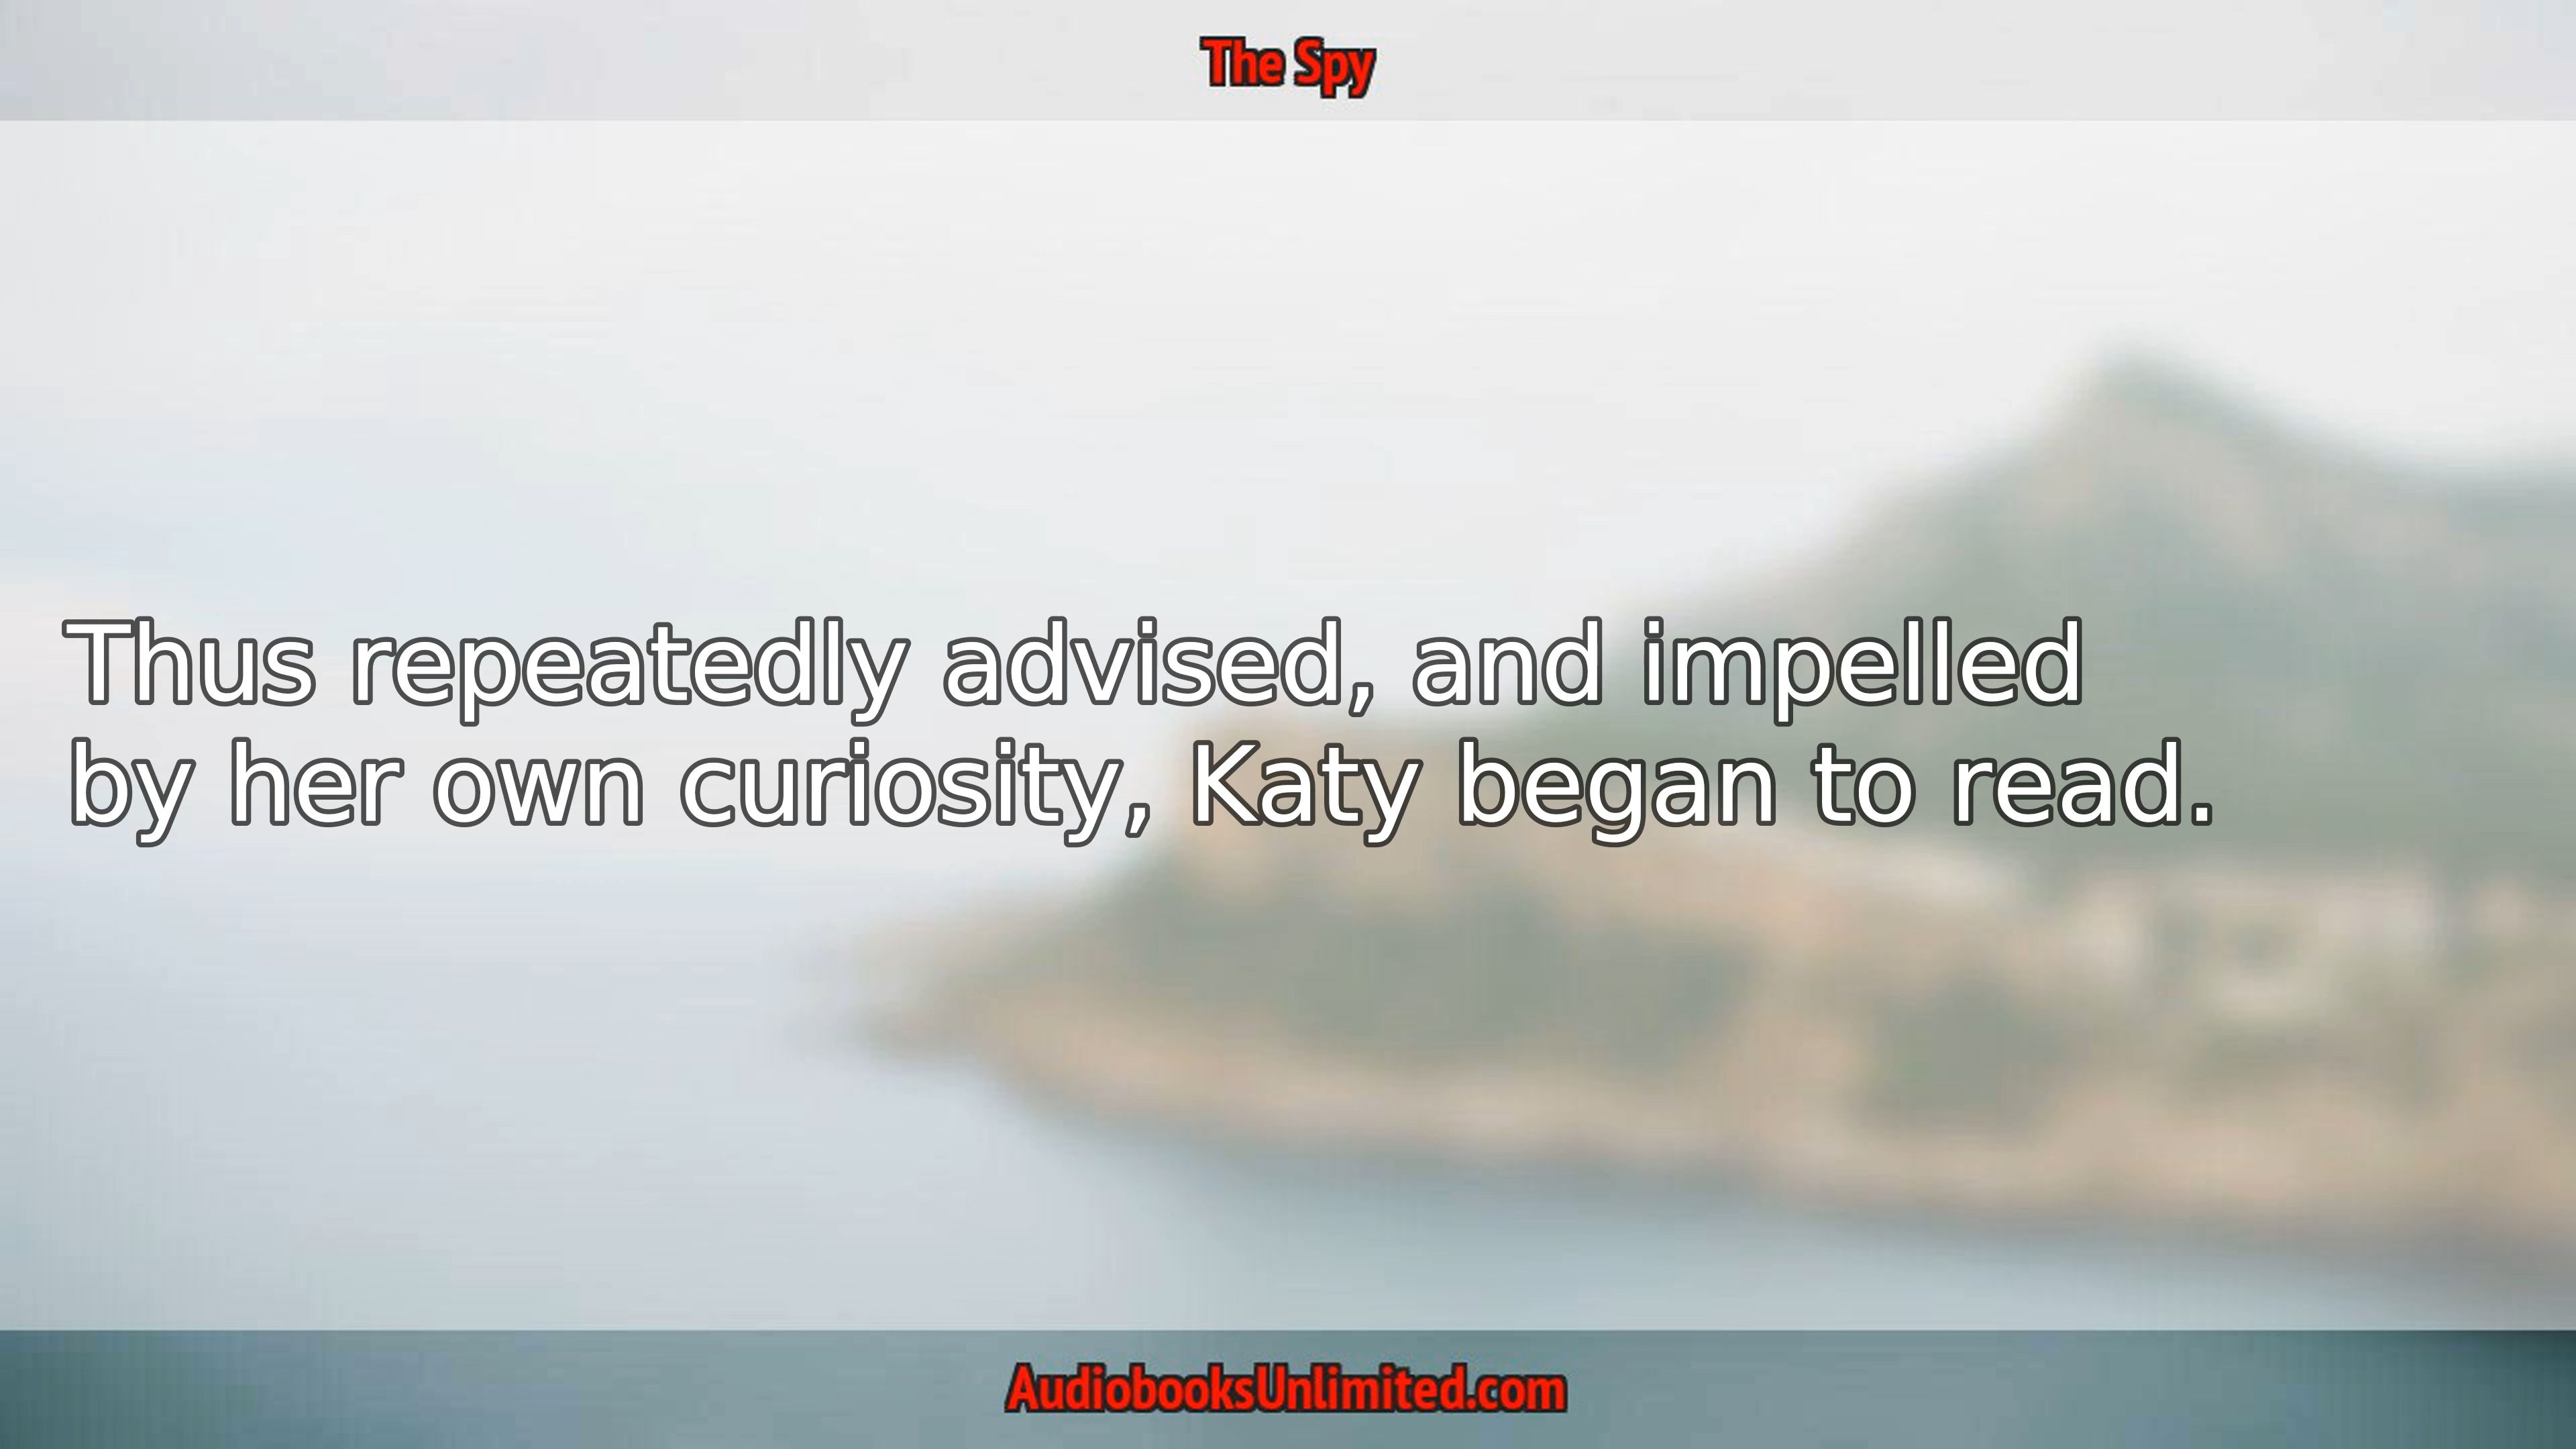 The Spy
Thus repeatedly advised, and impelled
by her own curiosity, Katy began to read.
AudiobooksUnlimited.com